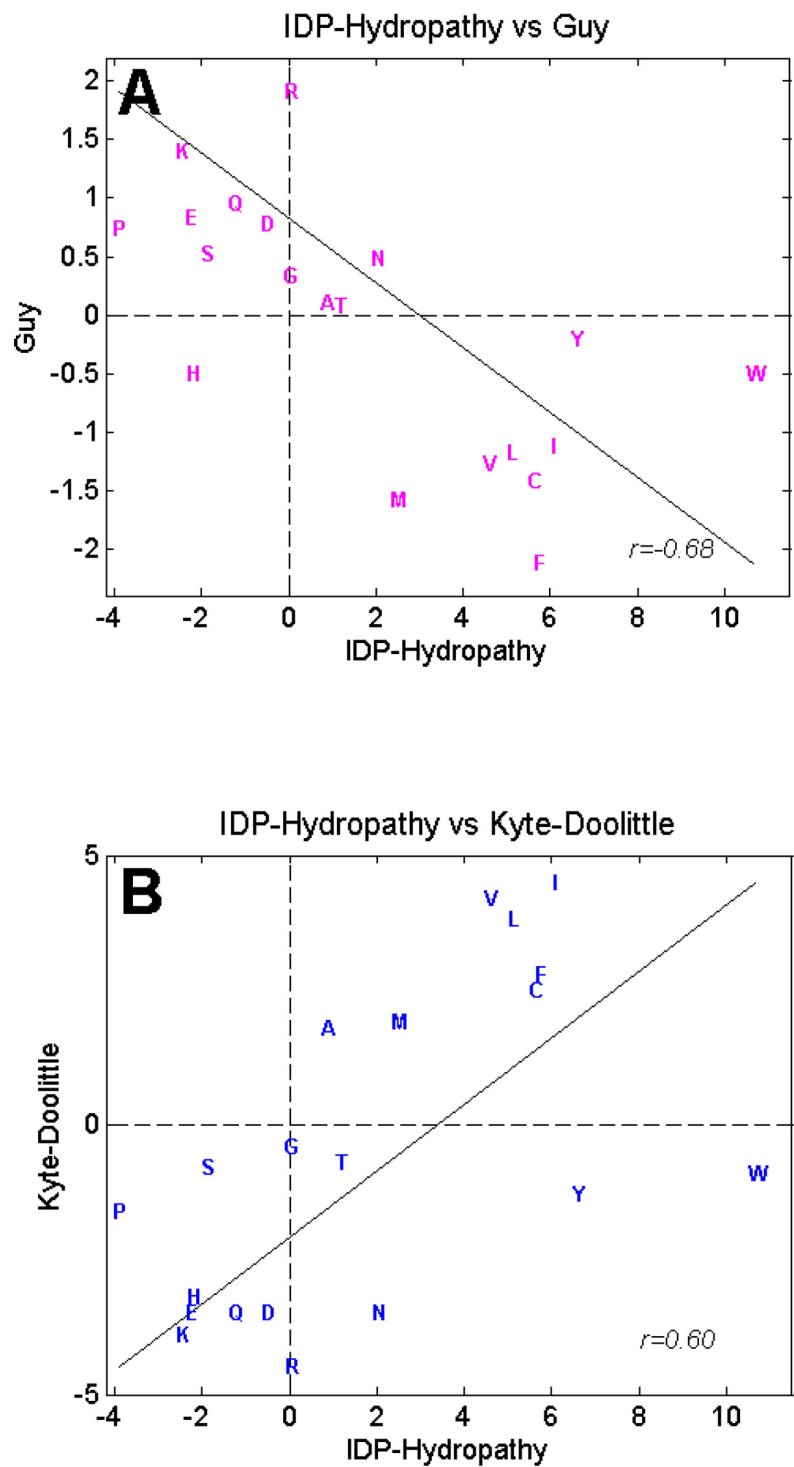 IDP-Hydropathy vs Guy
A
2
1.5
1
0.5
0
-0.5
-1
-1.5
-2
Guy
R
K
Q
P
E
D
S
N
G
A
T
Y
H
W
I
L
V
C
M
F
r=-0.68
-4 -2 0 2 4 6 8 10
IDP-Hydropathy
IDP-Hydropathy vs Kyte-Doolittle
B
5
0
-5
Kyte-Doolittle
I
V
L
F
C
A
M
G
T
S
W
Y
P
H
E
Q
D
N
K
R
r=0.60
-4 -2 0 2 4 6 8 10
IDP-Hydropathy